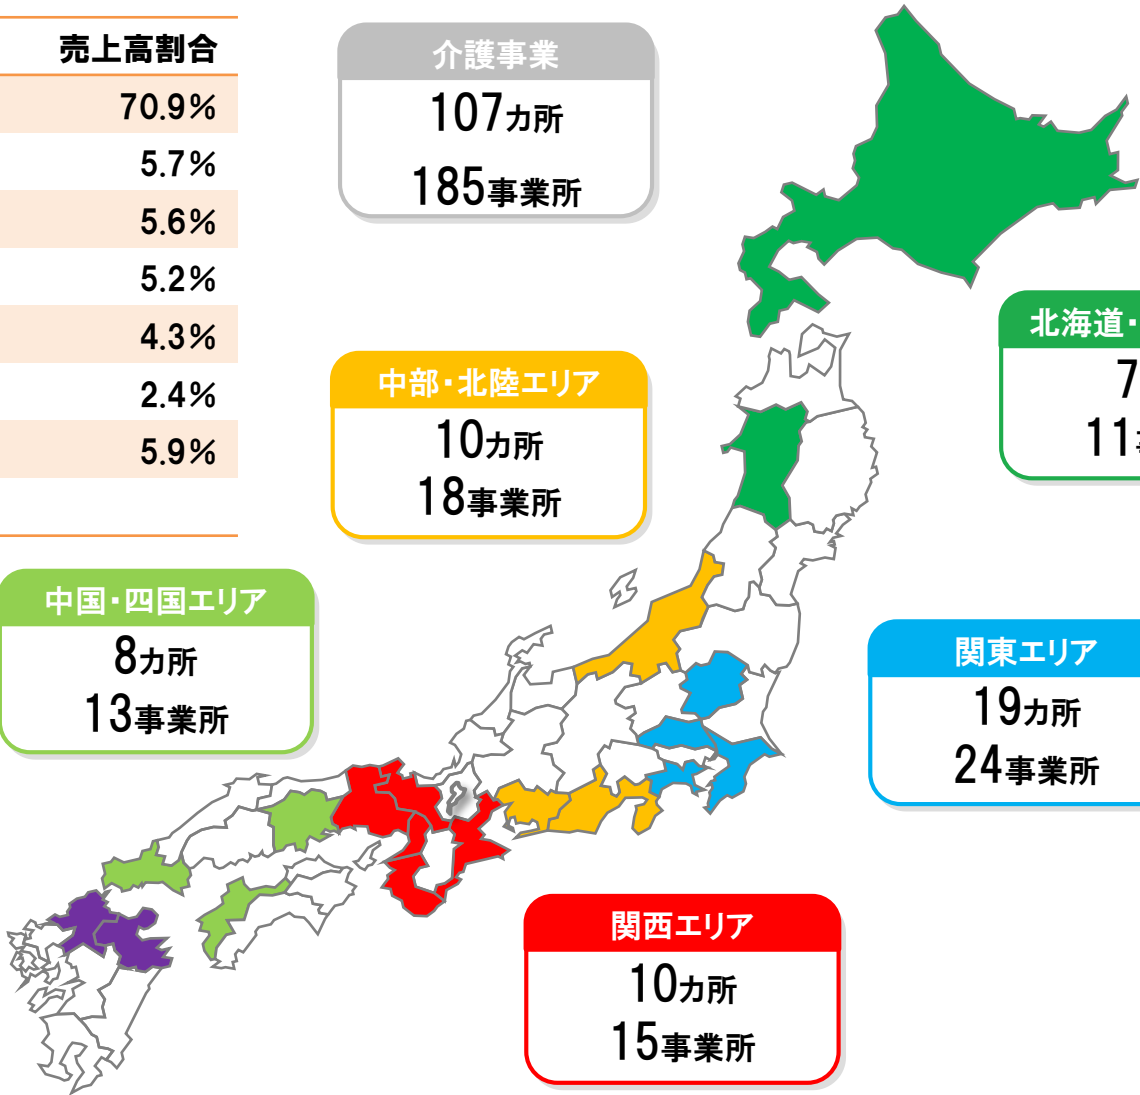 売上高割合
70.9%
5.7%
5.6%
5.2%
4.3%
2.4%
5.9%
介護事業
107カ所
185事業所
北海道・
7
11
中部・北陸エリア
10カ所
18事業所
中国・四国エリア
8カ所
13事業所
関東エリア
19カ所
24事業所
関西エリア
10カ所
15事業所